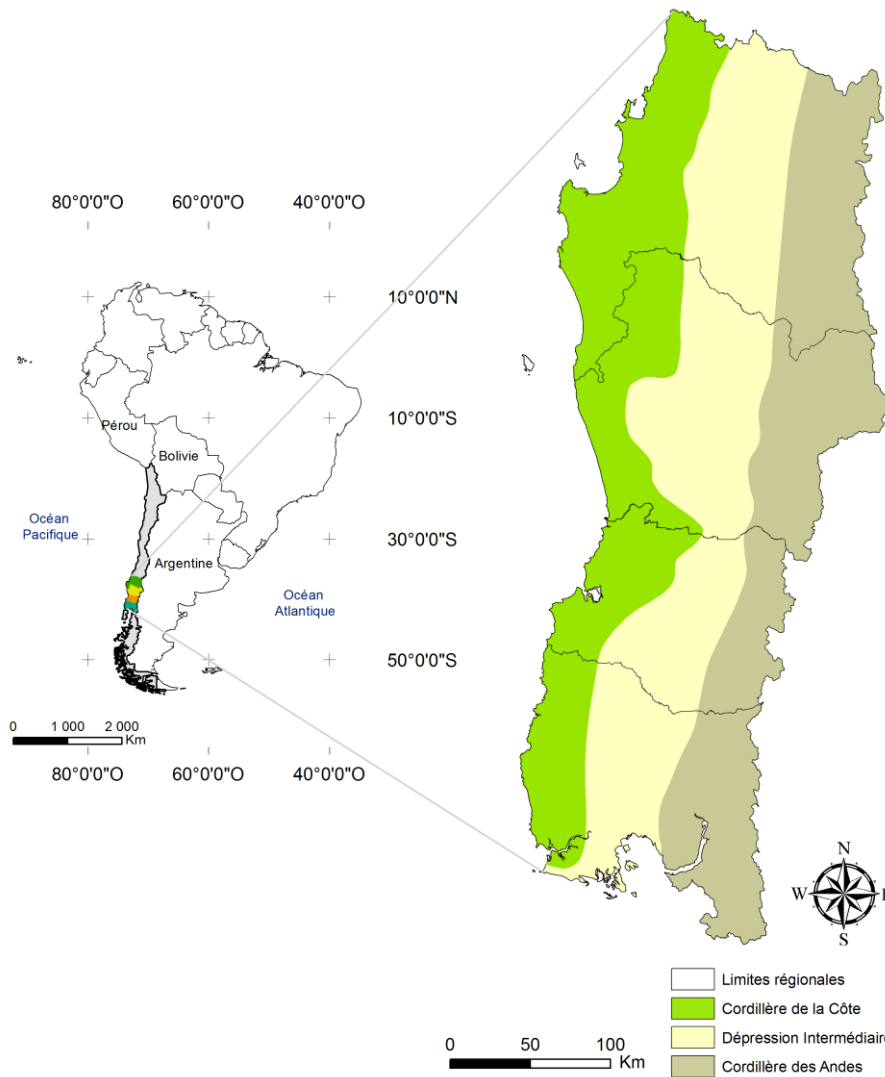 80°0'0"O 60°0'0"O 40°0'0"O
10°0'0"N
10°0'0"S
Pérou
Bolivie
Océan
Pacifique
30°0'0"S
Argentine
Océan
Atlantique
50°0'0"S
0 1 000 2 000
Km
80°0'0"O 60°0'0"O 40°0'0"O
N
W E
S
Limites régionales
Cordillère de la Côte
Dépression Intermédiaire
Cordillère des Andes
0 50 100
Km